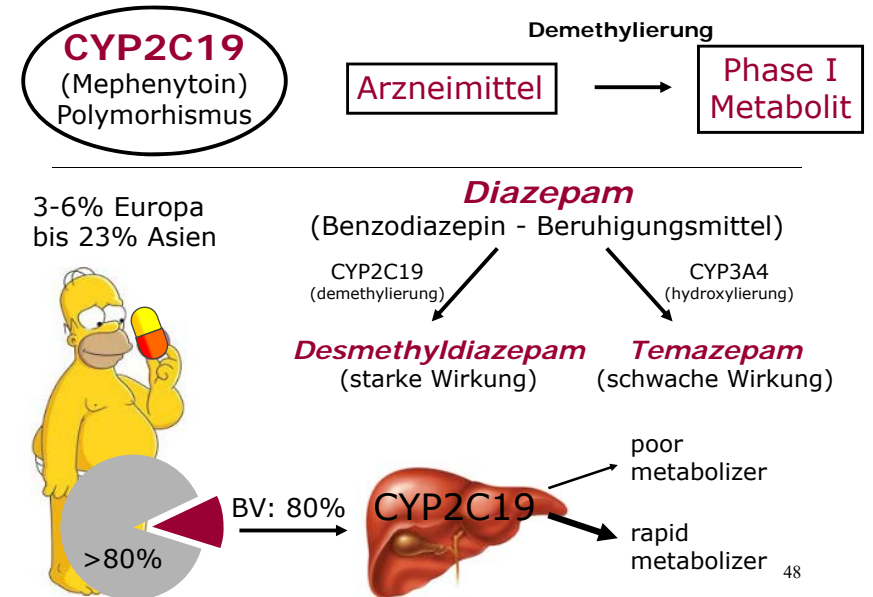 CYP2C19
(Mephenytoin)
Polymorhismus
Demethylierung
Arzneimittel
Phase I
Metabolit
3-6% Europa
bis 23% Asien
Diazepam
(Benzodiazepin - Beruhigungsmittel)
CYP2C19
(demethylierung)
CYP3A4
(hydroxylierung)
Desmethyldiazepam
(starke Wirkung)
Temazepam
(schwache Wirkung)
>80%
BV: 80%
CYP2C19
poor
metabolizer
rapid
metabolizer
48